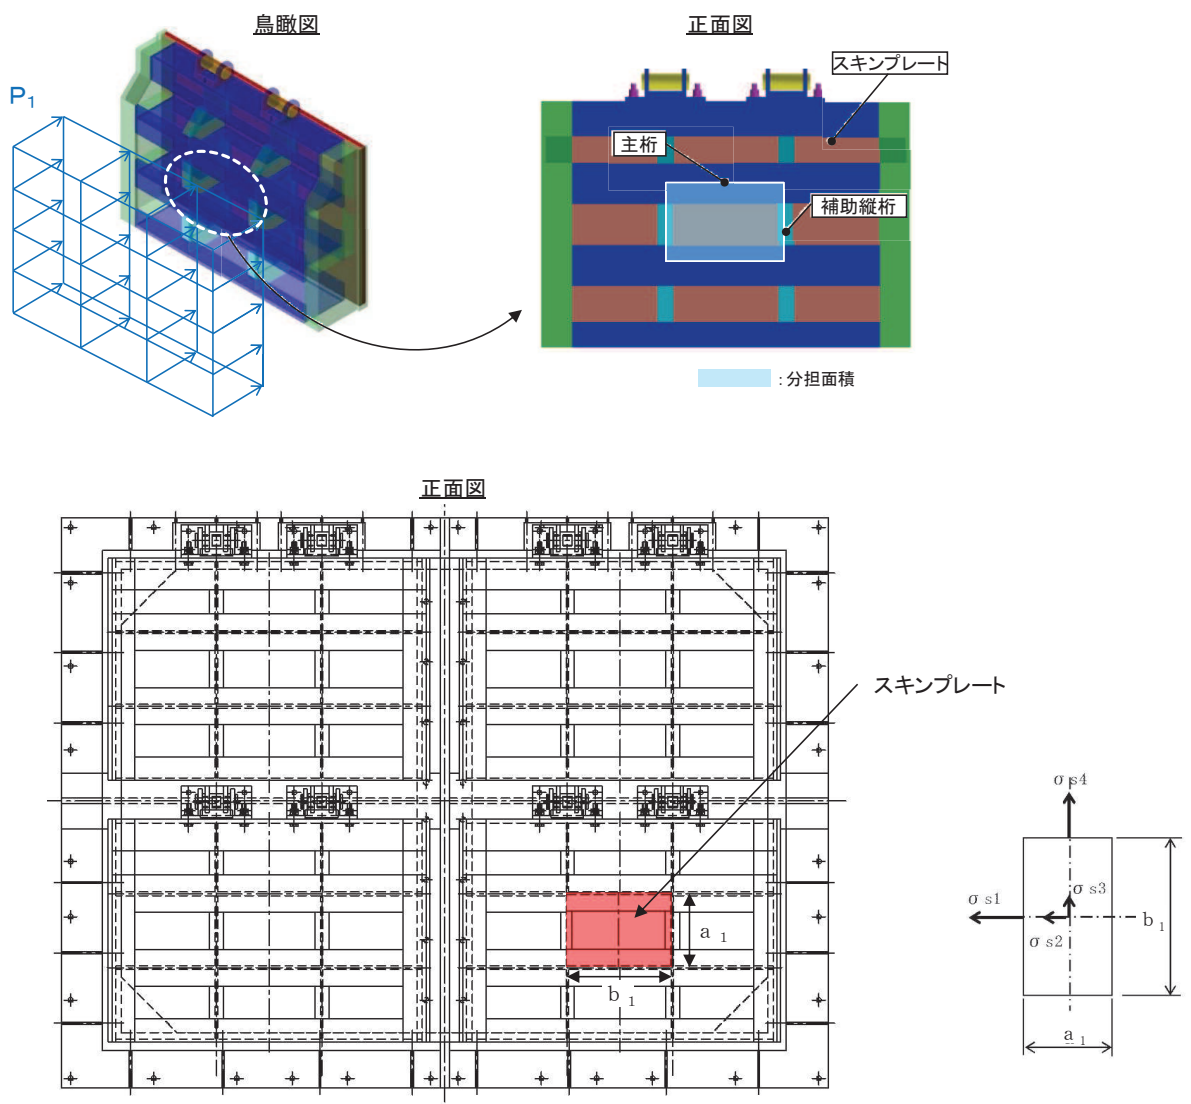 鳥瞰図
正面図
P1
スキンプレート
主桁
補助縦桁
：分担面積
正面図
スキンプレート
a 1
b 1
σ s4
σ s3
σ s1
σ s2
b 1
a 1